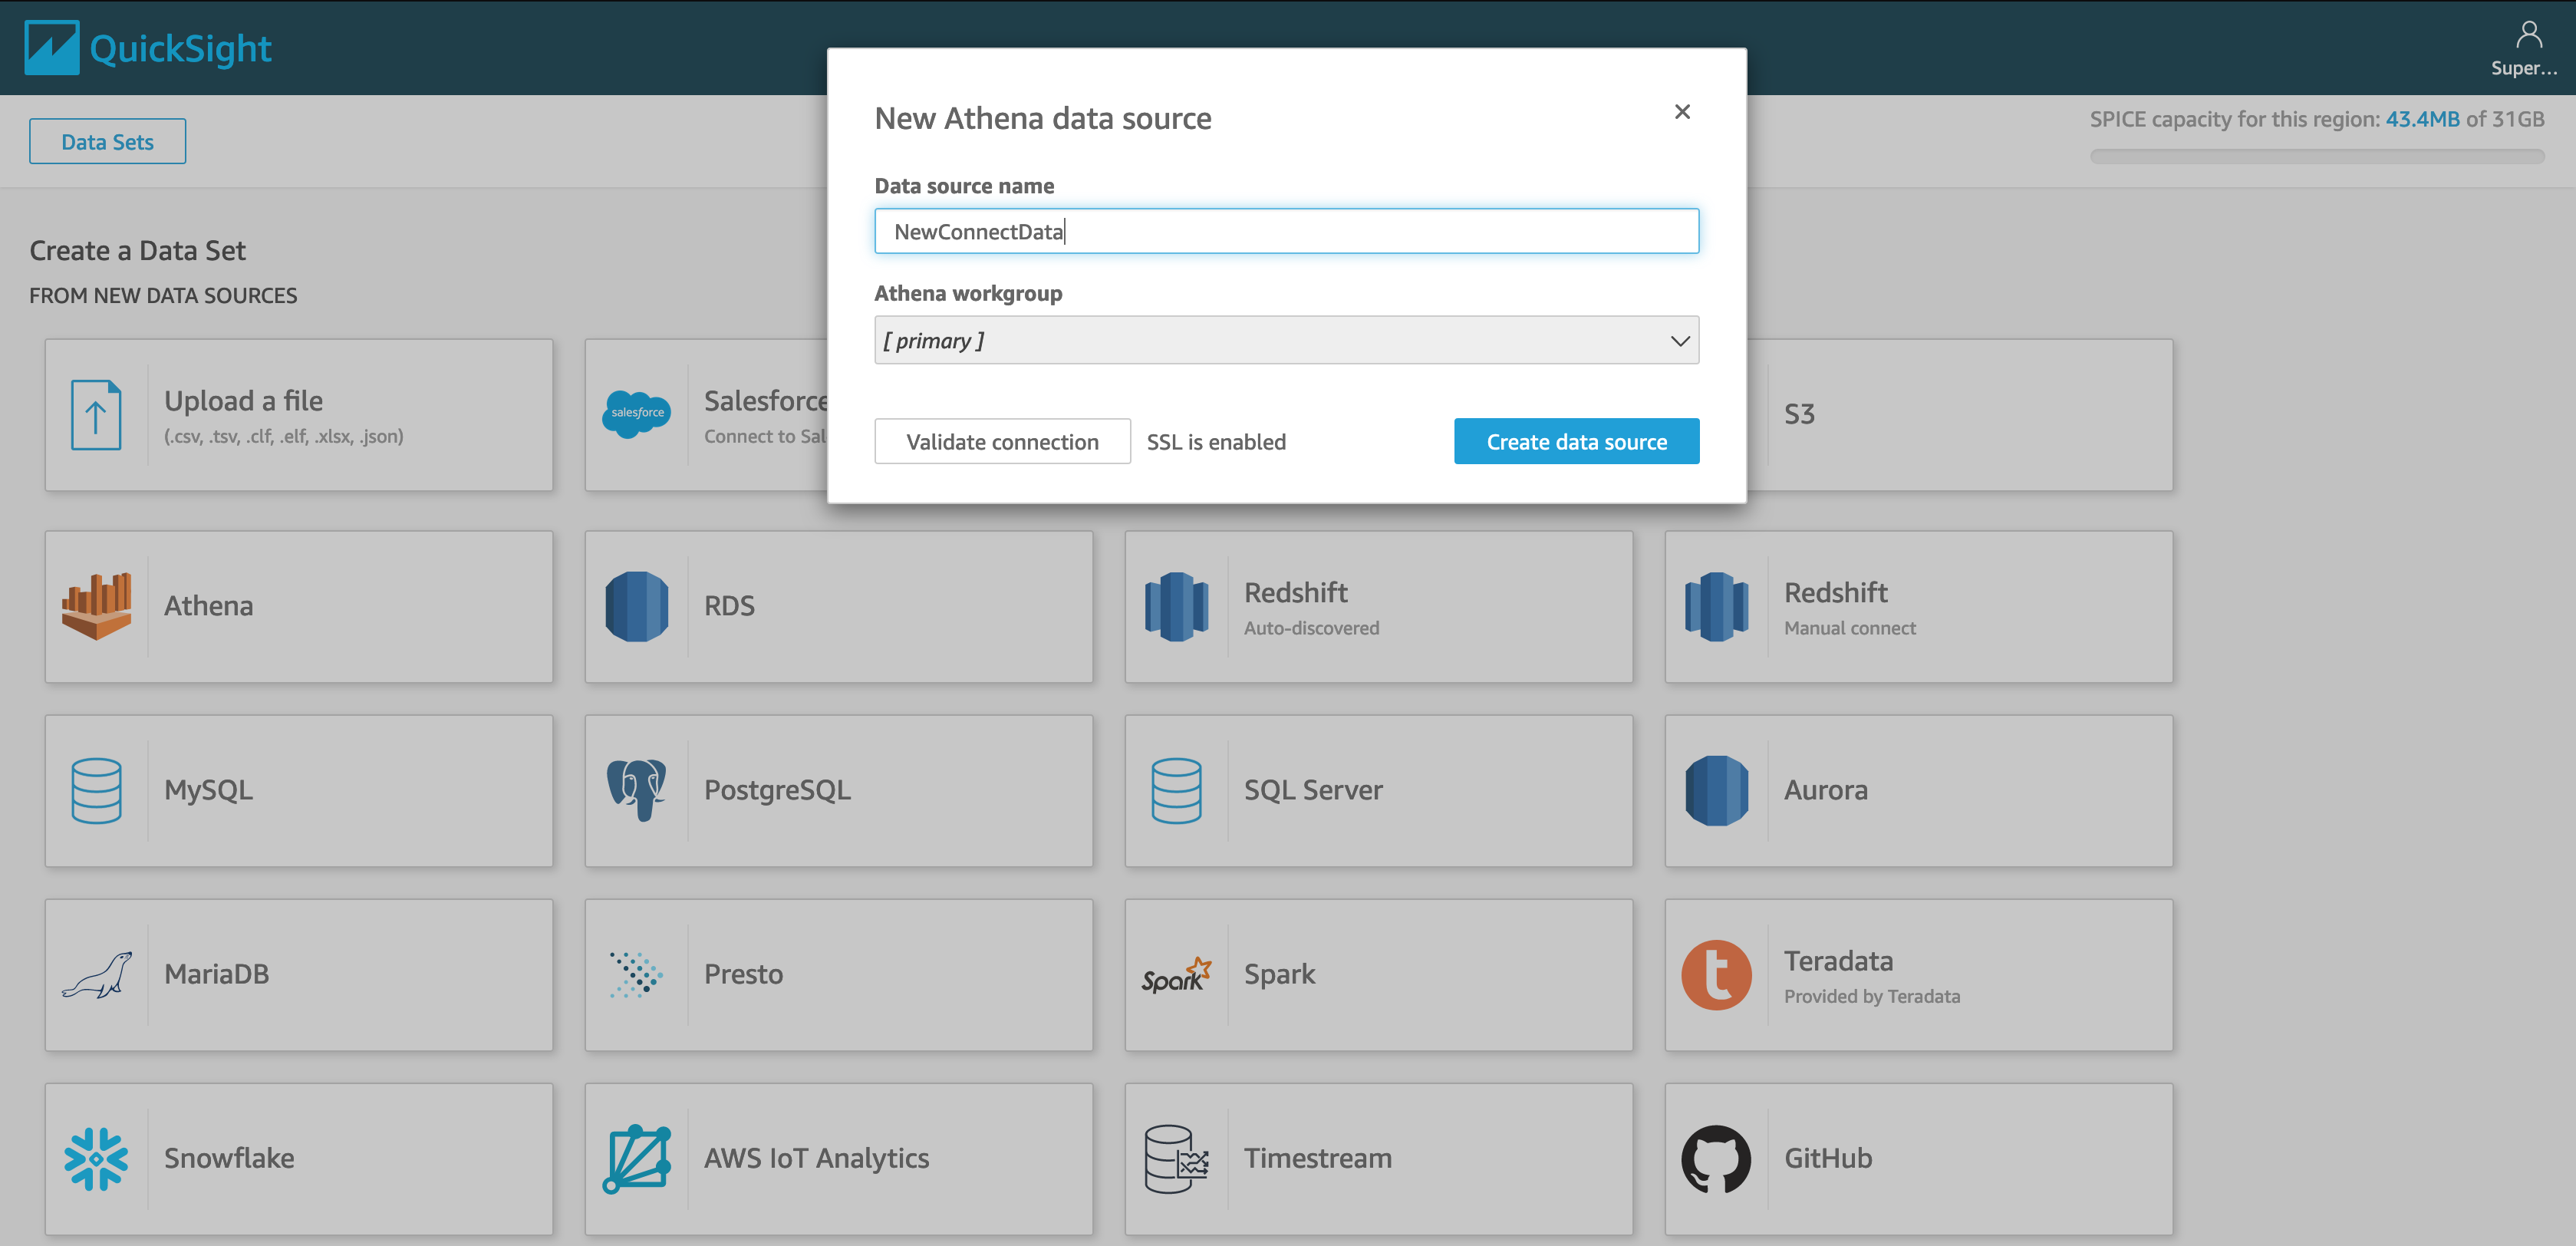 QuickSight
Super...
Data Sets
SPICE capacity for this region: 43.4MB of 31GB
New Athena data source
Data source name
NewConnectData
Athena workgroup
[ primary ]
Validate connection
SSL is enabled
Create data source
Create a Data Set
FROM NEW DATA SOURCES
Upload a file
(.csv, .tsv, .clf, .elf, .xlsx, .json)
salesforce
Salesforce
Connect to Sal
S3
Athena
RDS
Redshift
Auto-discovered
Redshift
Manual connect
MySQL
PostgreSQL
SQL Server
Aurora
MariaDB
Presto
Spark
Spark
t
Teradata
Provided by Teradata
Snowflake
AWS IoT Analytics
Timestream
GitHub